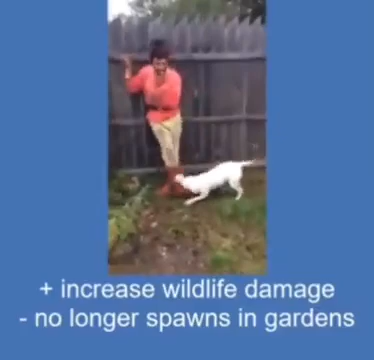 + increase wildlife damage
- no longer spawns in gardens